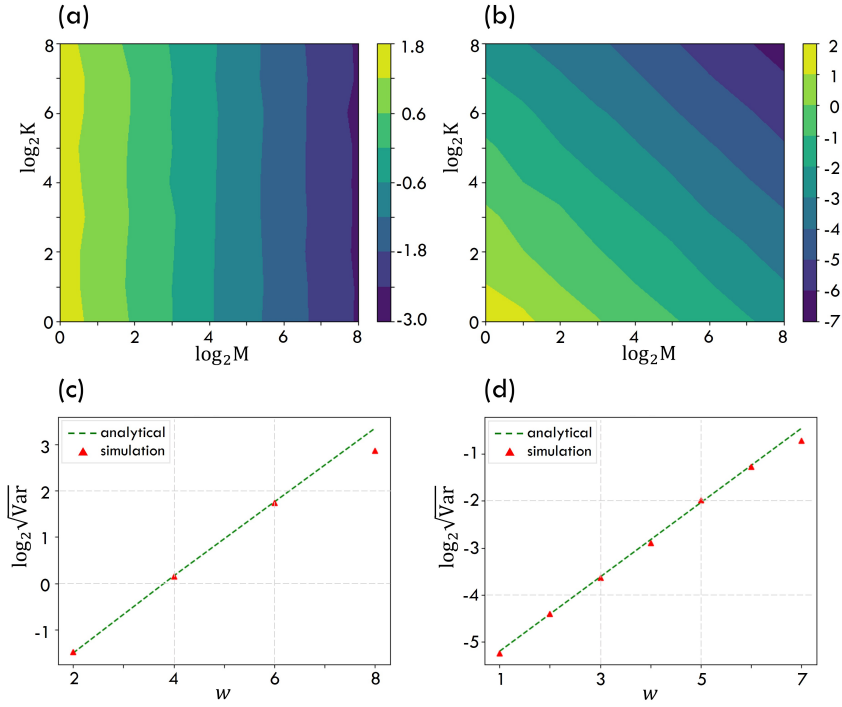 (a)
8
6
4
2
0
log₂K
0 2 4 6 8
log₂M
1.8
0.6
-0.6
-1.8
-3.0
(b)
8
6
4
2
0
log₂K
0 2 4 6 8
log₂M
2
1
0
-1
-2
-3
-4
-5
-6
-7
(c)
analytical
simulation
3
2
1
0
-1
log₂√Var
2 4 6 8
w
(d)
analytical
simulation
-1
-2
-3
-4
-5
log₂√Var
1 3 5 7
w